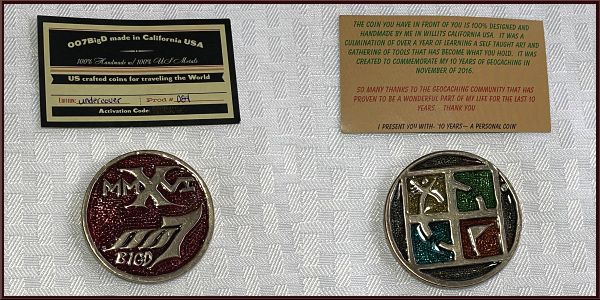 007BigD made in California USA
100% Handmade w/ 100% US Metals
US crafted coins for traveling the World
Edition: undercover Prod #: 064
Activation Code:
THE COIN YOU HAVE IN FRONT OF YOU IS 100% DESIGNED AND
HANDMADE BY ME IN WILLITS CALIFORNIA USA. IT WAS A
CULMINATION OF OVER A YEAR OF LEARNING A SELF TAUGHT ART AND
GATHERING OF TOOLS THAT HAS BECOME WHAT YOU HOLD. IT WAS
CREATED TO COMMEMORATE MY 10 YEARS OF GEOCACHING IN
NOVEMBER OF 2016.
SO MANY THANKS TO THE GEOCACHING COMMUNITY THAT HAS
PROVEN TO BE A WONDERFUL PART OF MY LIFE FOR THE LAST 10
YEARS. THANK YOU
I PRESENT YOU WITH- '10 YEARS— A PERSONAL COIN'
MMXVI
007
BIGD